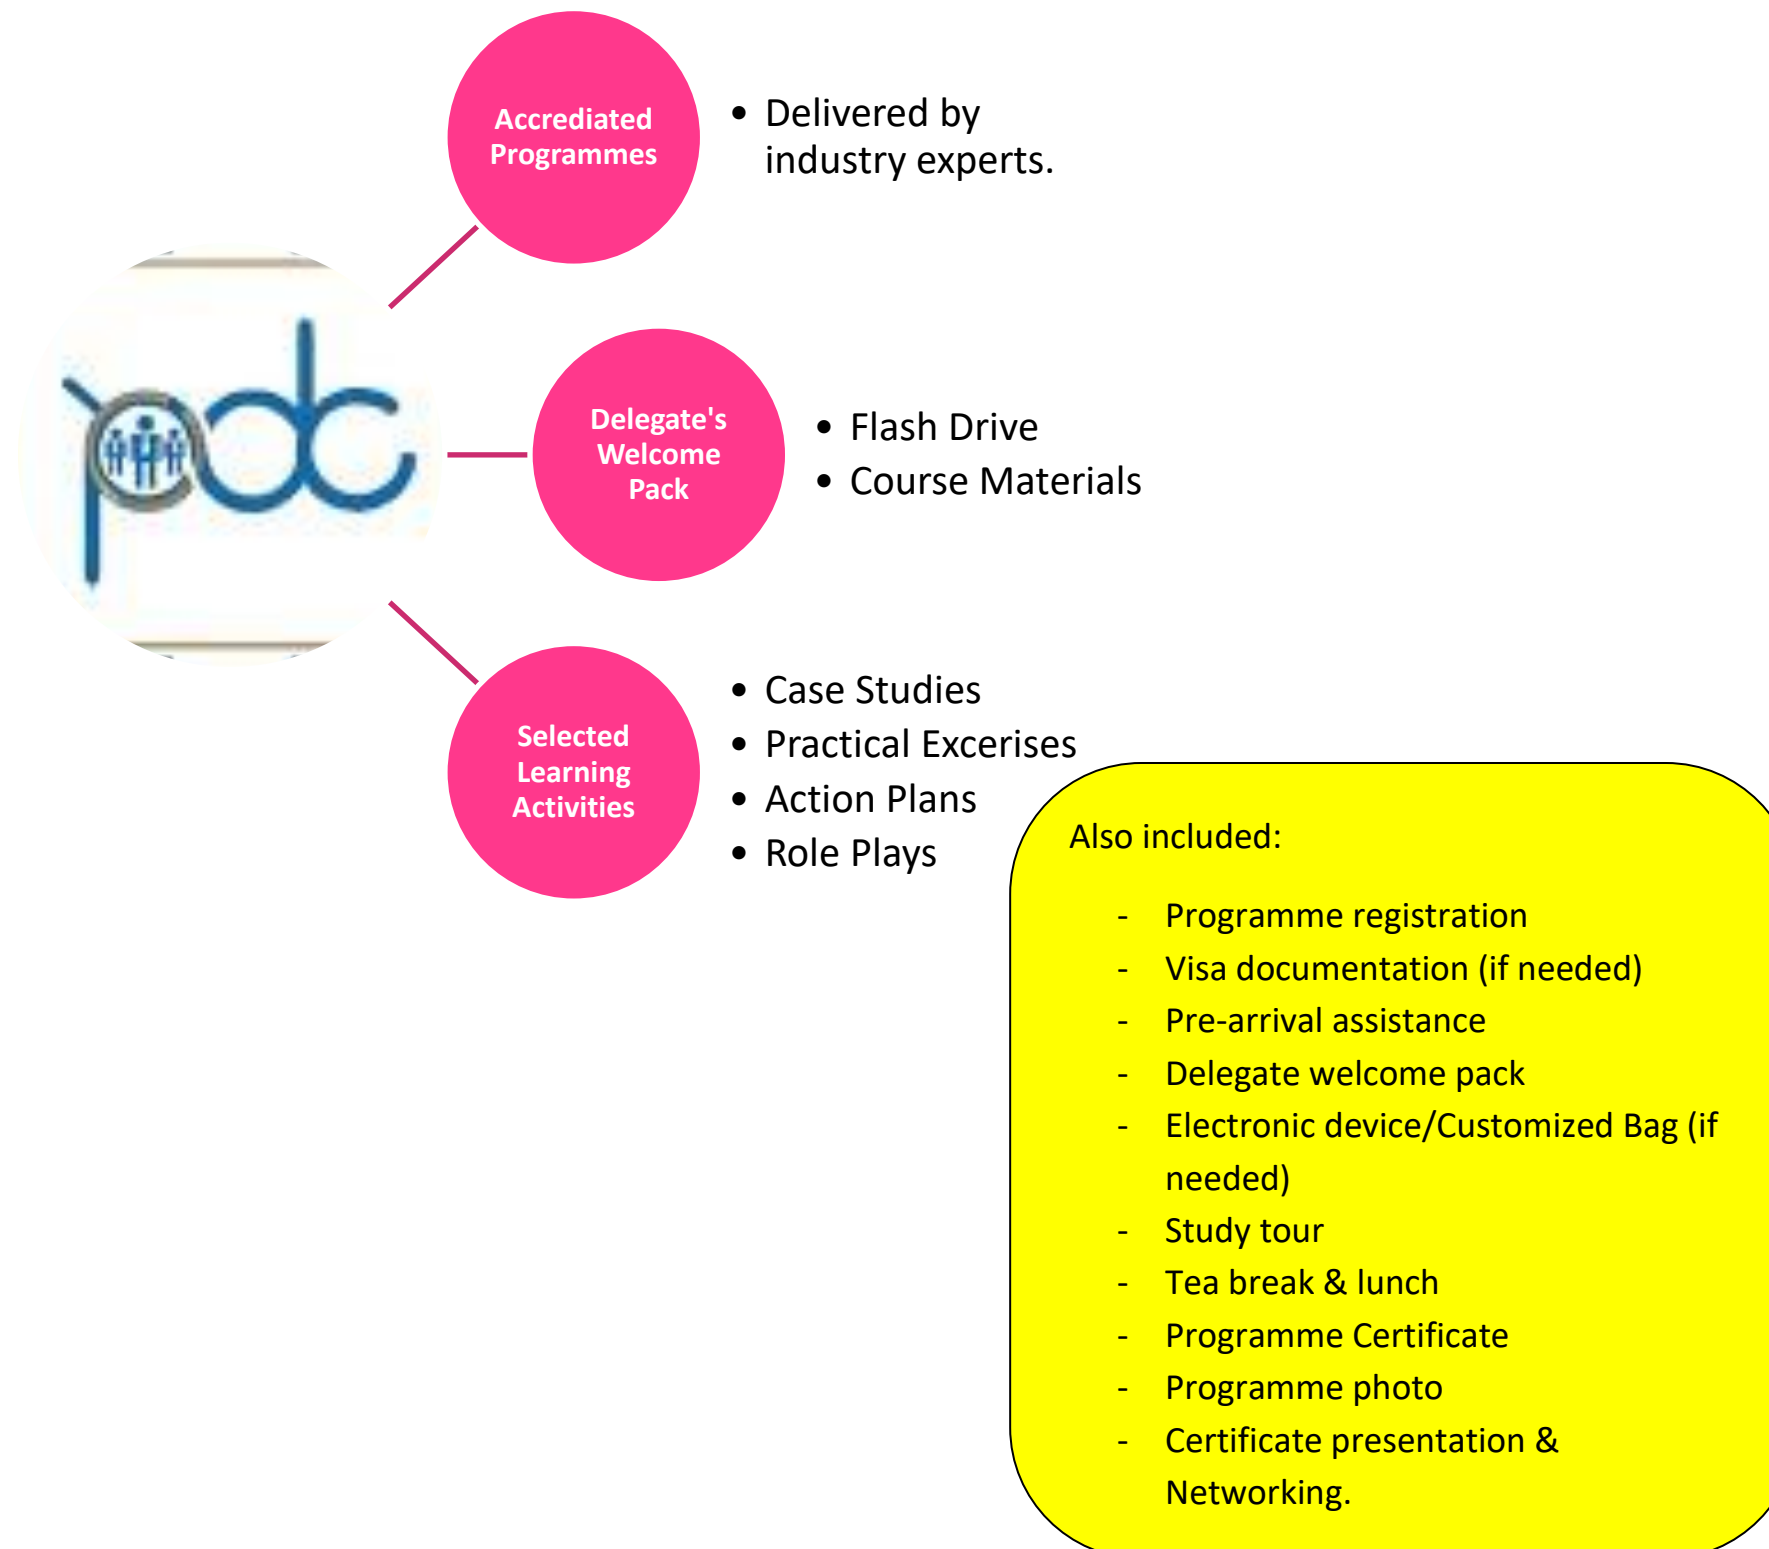 Accrediated
Programmes
• Delivered by
industry experts.
pdc
Delegate's
Welcome
Pack
• Flash Drive
• Course Materials
Selected
Learning
Activities
• Case Studies
• Practical Excerises
• Action Plans
• Role Plays
Also included:
- Programme registration
- Visa documentation (if needed)
- Pre-arrival assistance
- Delegate welcome pack
- Electronic device/Customized Bag (if
needed)
- Study tour
- Tea break & lunch
- Programme Certificate
- Programme photo
- Certificate presentation &
Networking.